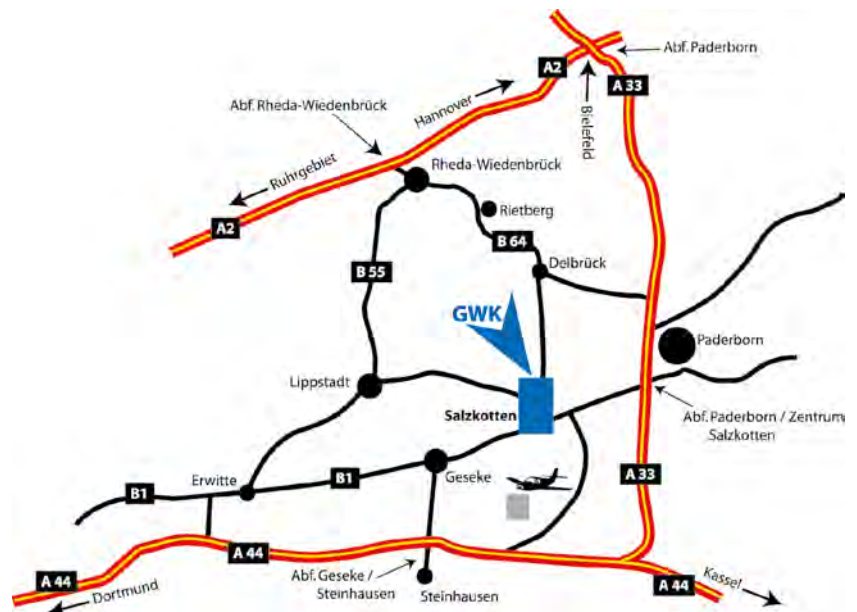 Abf. Paderborn
A2
A 33
Abf. Rheda-Wiedenbrück
Hannover
Bielefeld
Ruhrgebiet
Rheda-Wiedenbrück
Rietberg
A2
B 64
B 55
Delbrück
GWK
Paderborn
Lippstadt
Salzkotten
Abf. Paderborn / Zentrum
Salzkotten
Erwitte
B1
B1
Geseke
A 33
A 44
A 44
Dortmund
Abf. Geseke /
Steinhausen
Steinhausen
A 44
Kassel